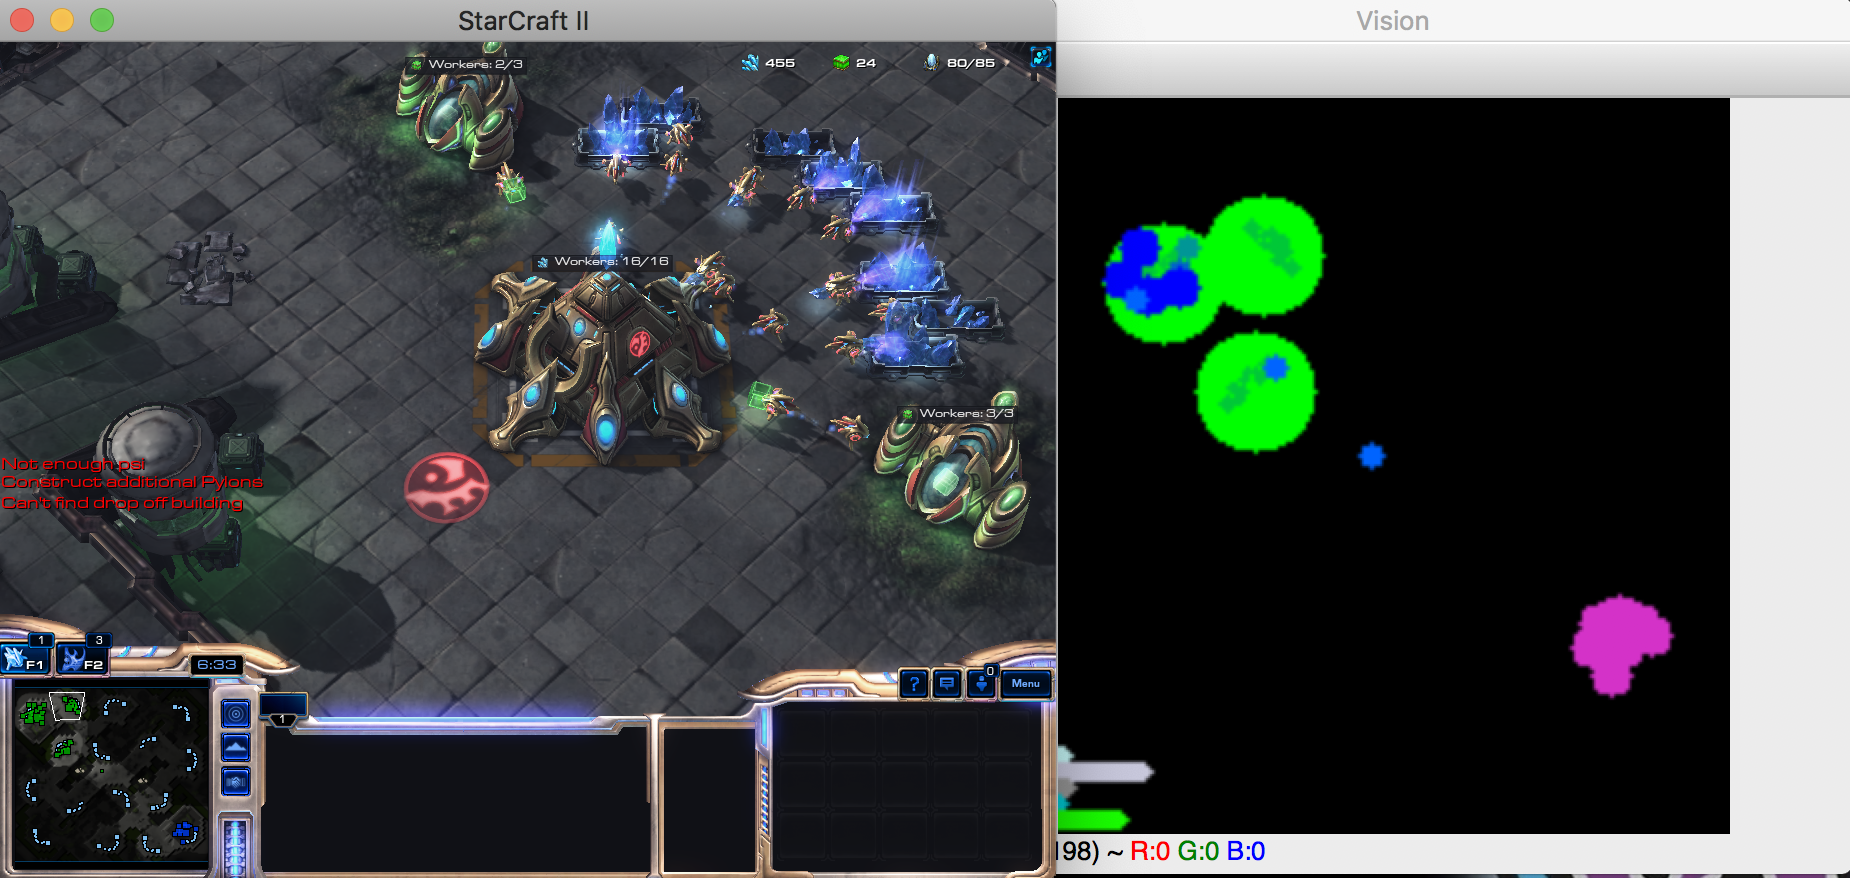 StarCraft II
Vision
Workers: 2/3
455
24
80/85
Workers: 16/16
Workers: 3/3
Not enough psi
Construct additional Pylons
Can't find drop off building
1
3
F1
F2
6:33
0
?
Menu
1
198) ~ R:0 G:0 B:0